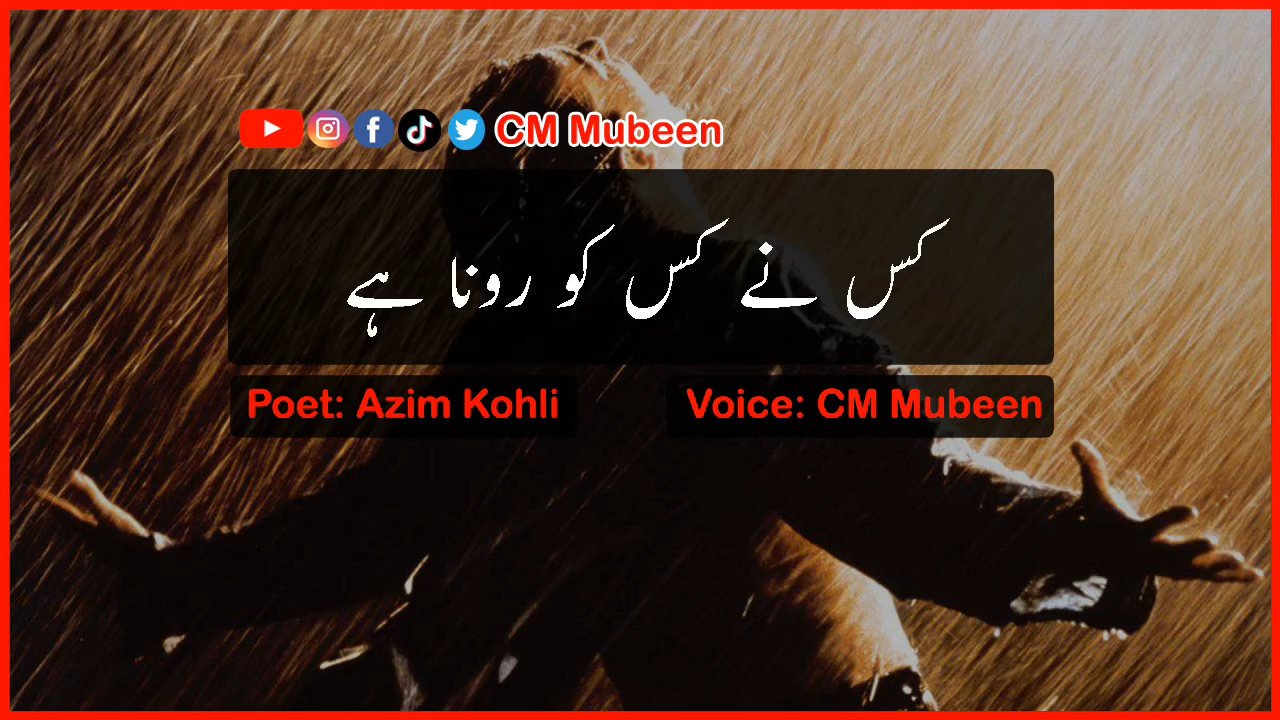 CM Mubeen
کس نے کس کو رونا ہے
Poet: Azim Kohli
Voice: CM Mubeen